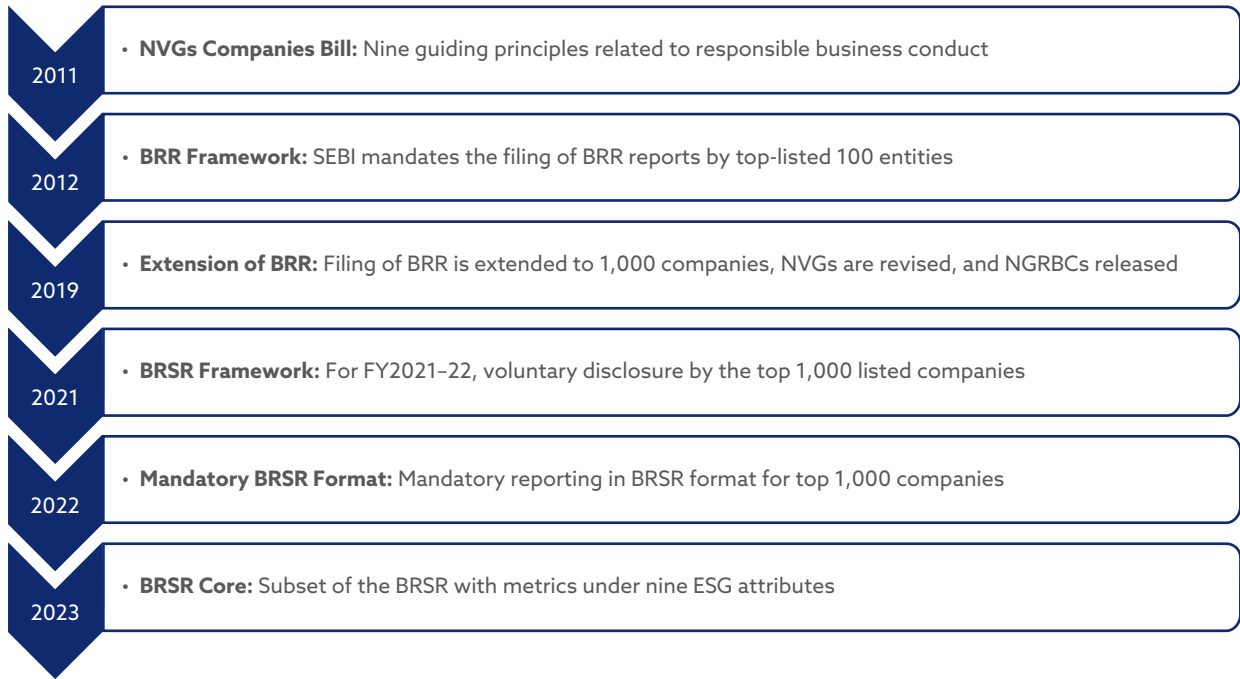 2011
• NVGs Companies Bill: Nine guiding principles related to responsible business conduct
2012
• BRR Framework: SEBI mandates the filing of BRR reports by top-listed 100 entities
2019
• Extension of BRR: Filing of BRR is extended to 1,000 companies, NVGs are revised, and NGRBCs released
2021
• BRSR Framework: For FY2021–22, voluntary disclosure by the top 1,000 listed companies
2022
• Mandatory BRSR Format: Mandatory reporting in BRSR format for top 1,000 companies
2023
• BRSR Core: Subset of the BRSR with metrics under nine ESG attributes